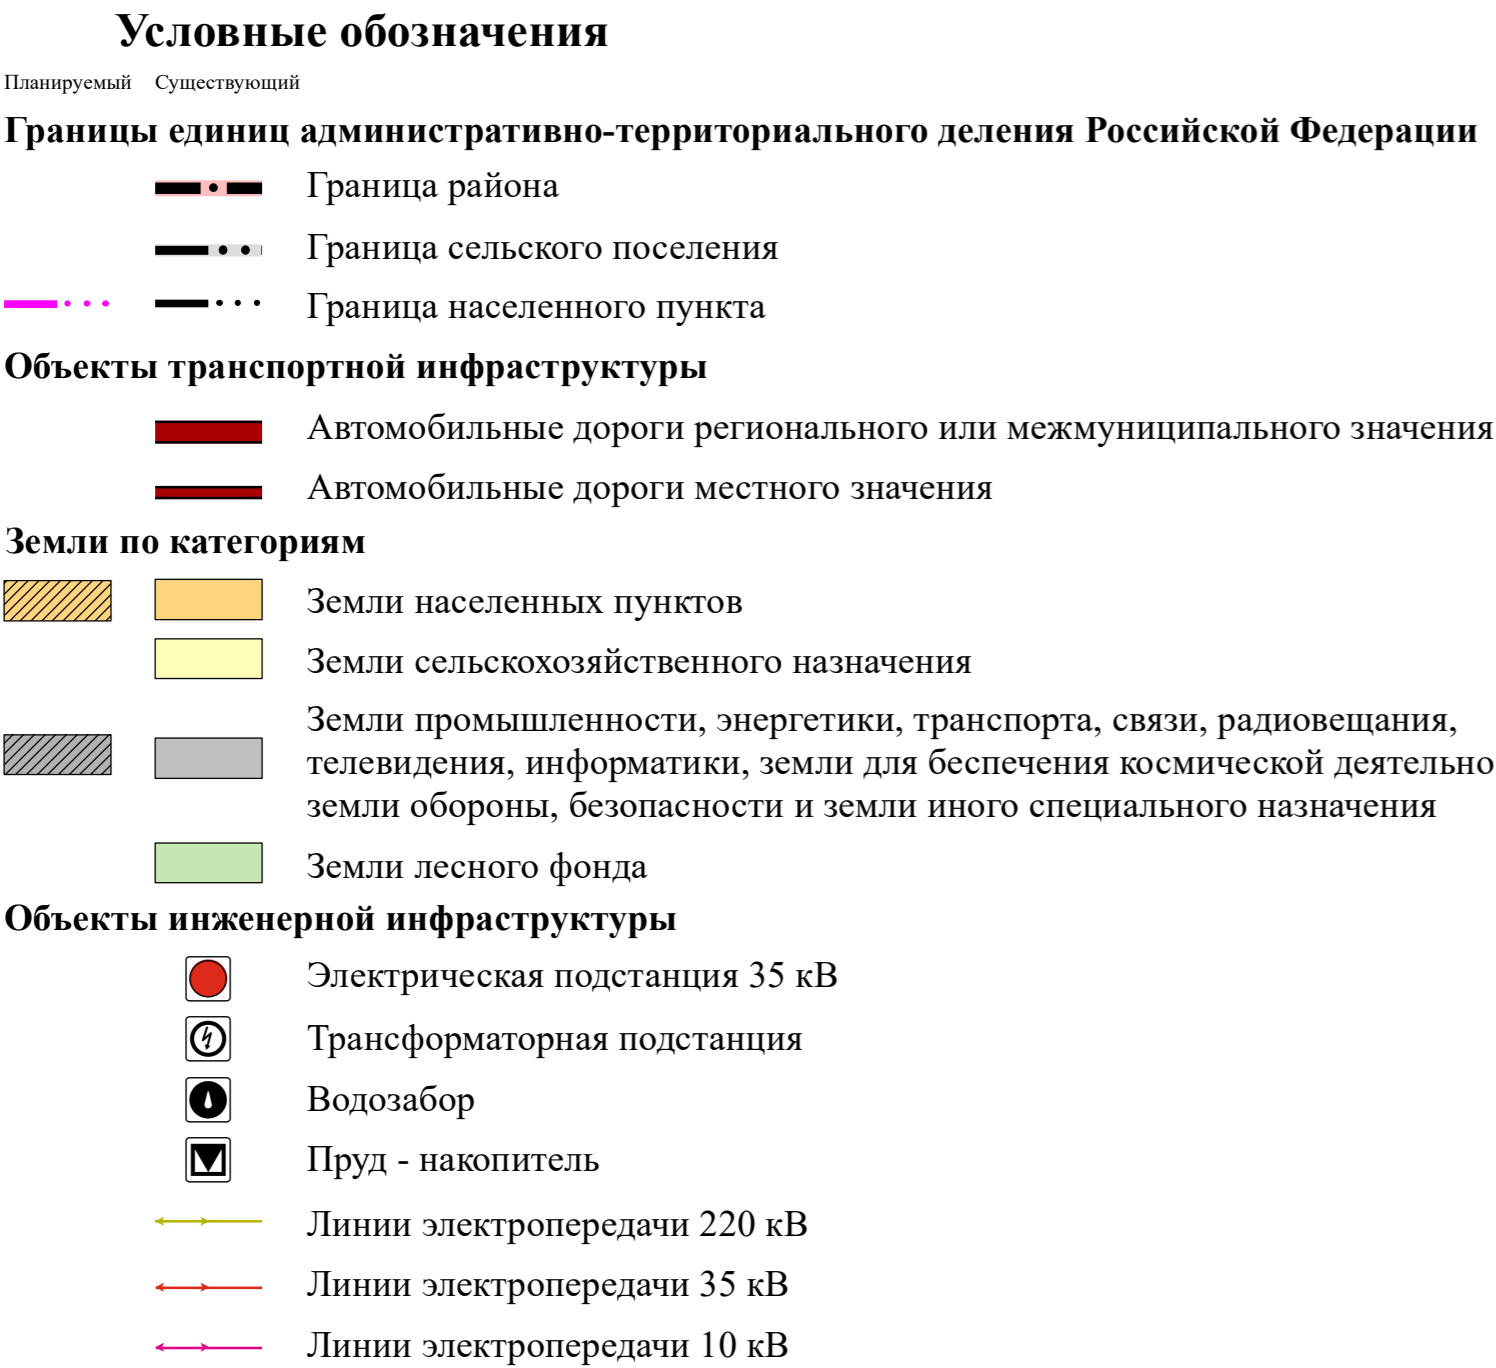 Условные обозначения
Планируемый Существующий
Границы единиц административно-территориального деления Российской Федерации
Граница района
Граница сельского поселения
Граница населенного пункта
Объекты транспортной инфраструктуры
Автомобильные дороги регионального или межмуниципального значения
Автомобильные дороги местного значения
Земли по категориям
Земли населенных пунктов
Земли сельскохозяйственного назначения
Земли промышленности, энергетики, транспорта, связи, радиовещания,
телевидения, информатики, земли для беспечения космической деятельно
земли обороны, безопасности и земли иного специального назначения
Земли лесного фонда
Объекты инженерной инфраструктуры
Электрическая подстанция 35 кВ
Трансформаторная подстанция
Водозабор
Пруд - накопитель
Линии электропередачи 220 кВ
Линии электропередачи 35 кВ
Линии электропередачи 10 кВ